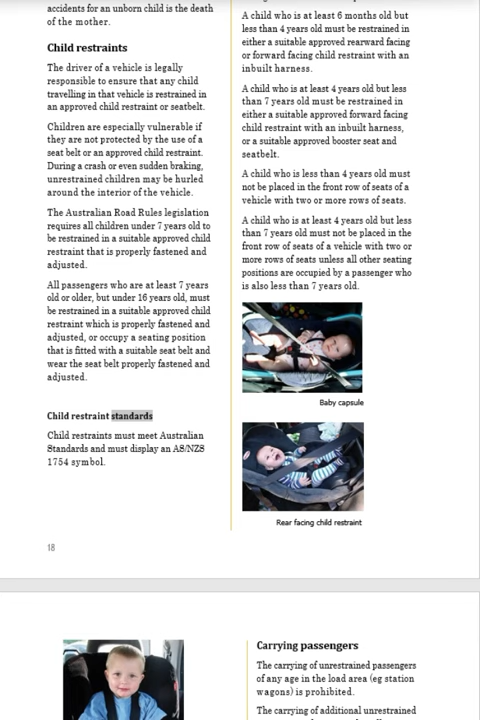 accidents for an unborn child is the death
of the mother.
Child restraints
The driver of a vehicle is legally
responsible to ensure that any child
travelling in that vehicle is restrained in
an approved child restraint or seatbelt.
Children are especially vulnerable if
they are not protected by the use of a
seat belt or an approved child restraint.
During a crash or even sudden braking,
unrestrained children may be hurled
around the interior of the vehicle.
The Australian Road Rules legislation
requires all children under 7 years old to
be restrained in a suitable approved child
restraint that is properly fastened and
adjusted.
All passengers who are at least 7 years
old or older, but under 16 years old, must
be restrained in a suitable approved child
restraint which is properly fastened and
adjusted, or occupy a seating position
that is fitted with a suitable seat belt and
wear the seat belt properly fastened and
adjusted.
Child restraint standards
Child restraints must meet Australian
Standards and must display an AS/NZS
1754 symbol.
18
A child who is at least 6 months old but
less than 4 years old must be restrained in
either a suitable approved rearward facing
or forward facing child restraint with an
inbuilt harness.
A child who is at least 4 years old but less
than 7 years old must be restrained in
either a suitable approved forward facing
child restraint with an inbuilt harness,
or a suitable approved booster seat and
seatbelt.
A child who is less than 4 years old must
not be placed in the front row of seats of a
vehicle with two or more rows of seats.
A child who is at least 4 years old but less
than 7 years old must not be placed in the
front row of seats of a vehicle with two or
more rows of seats unless all other seating
positions are occupied by a passenger who
is also less than 7 years old.
Baby capsule
Rear facing child restraint
Carrying passengers
The carrying of unrestrained passengers
of any age in the load area (eg station
wagons) is prohibited.
The carrying of additional unrestrained